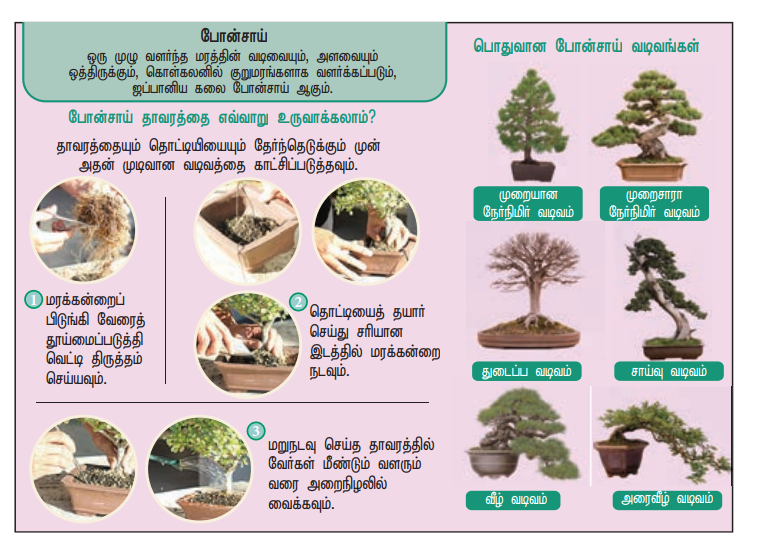 போன்சாய்
ஒரு முழு வளர்ந்த மரத்தின் வடிவையும், அளவையும்
ஒத்திருக்கும், கொள்கலனில் குறுமரங்களாக வளர்க்கப்படும்,
ஜப்பானிய கலை போன்சாய் ஆகும்.
போன்சாய் தாவரத்தை எவ்வாறு உருவாக்கலாம்?
தாவரத்தையும் தொட்டியியையும் தேர்ந்தெடுக்கும் முன்
அதன் முடிவான வடிவத்தை காட்சிப்படுத்தவும்.
1 மரக்கன்றைப்
பிடுங்கி வேரைத்
தூய்மைப்படுத்தி
வெட்டி திருத்தம்
செய்யவும்.
2 தொட்டியைத் தயார்
செய்து சரியான
இடத்தில் மரக்கன்றை
நடவும்.
3 மறுநடவு செய்த தாவரத்தில்
வேர்கள் மீண்டும் வளரும்
வரை அறைநிழலில்
வைக்கவும்.
பொதுவான போன்சாய் வடிவங்கள்
முறையான
நேர்நிமிர் வடிவம்
முறைசாரா
நேர்நிமிர் வடிவம்
துடைப்ப வடிவம்
சாய்வு வடிவம்
வீழ் வடிவம்
அரைவீழ் வடிவம்